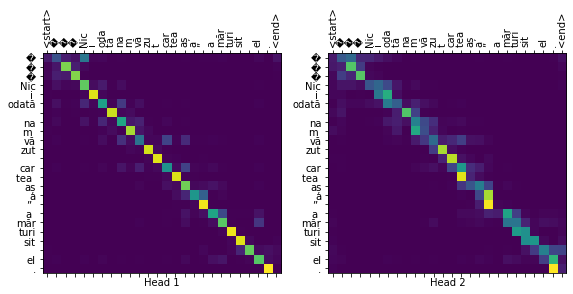 <start> � � � Nic i oda tă na m vă zu t car tea as ă ” a măr turi sit el . <end>
<start> � � � Nic i oda tă na m vă zu t car tea as ă ” a măr turi sit el . <end>
�
�
�
Nic
i
odată
na
m
vă
zut
car
tea
as
ă
”
a
măr
turi
sit
el
.
�
�
�
Nic
i
odată
na
m
vă
zut
car
tea
as
ă
”
a
măr
turi
sit
el
.
Head 1
Head 2